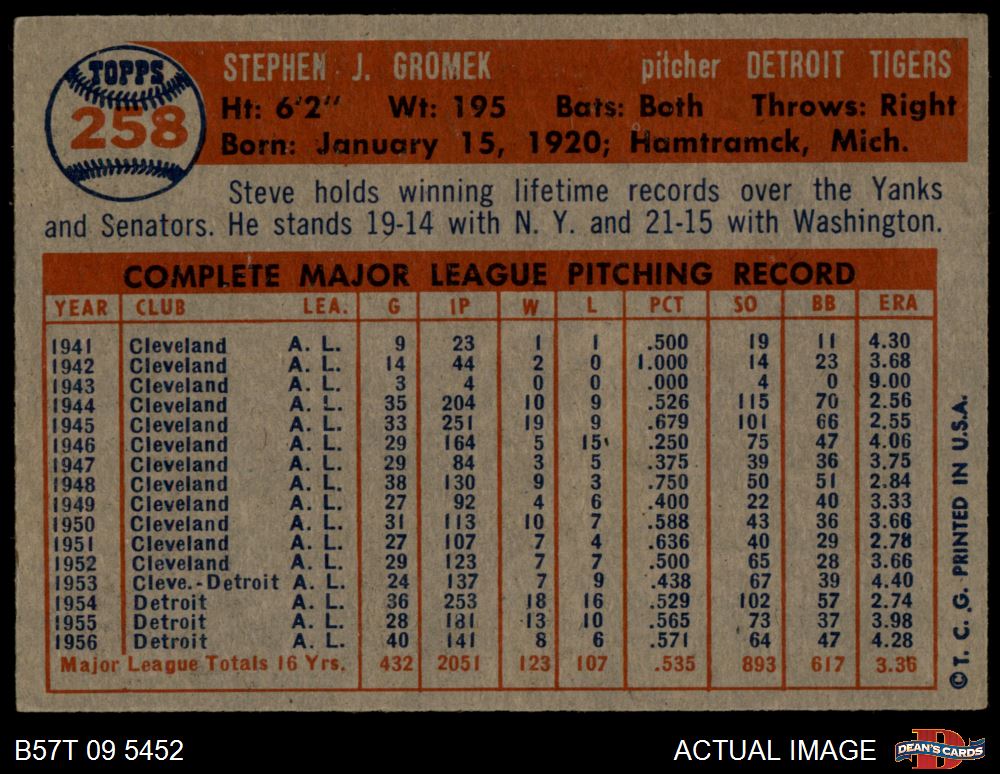 TOPPS
258
STEPHEN J. GROMEK pitcher DETROIT TIGERS
Ht: 6'2" Wt: 195 Bats: Both Throws: Right
Born: January 15, 1920; Hamtramck, Mich.
Steve holds winning lifetime records over the Yanks
and Senators. He stands 19-14 with N. Y. and 21-15 with Washington.
COMPLETE MAJOR LEAGUE PITCHING RECORD
YEAR CLUB LEA. G IP W L PCT SO BB ERA
1941 Cleveland A. L. 9 23 1 1 .500 19 11 4.30
1942 Cleveland A. L. 14 44 2 0 1.000 14 23 3.68
1943 Cleveland A. L. 3 4 0 0 .000 4 0 9.00
1944 Cleveland A. L. 35 204 10 9 .526 115 70 2.56
1945 Cleveland A. L. 33 251 19 9 .679 101 66 2.55
1946 Cleveland A. L. 29 164 5 15 .250 75 47 4.06
1947 Cleveland A. L. 29 84 3 5 .375 39 36 3.75
1948 Cleveland A. L. 38 130 9 3 .750 50 51 2.84
1949 Cleveland A. L. 27 92 4 6 .400 22 40 3.33
1950 Cleveland A. L. 31 113 10 7 .588 43 36 3.66
1951 Cleveland A. L. 27 107 7 4 .636 40 29 2.78
1952 Cleveland A. L. 29 123 7 7 .500 65 28 3.66
1953 Cleve.-Detroit A. L. 24 137 7 9 .438 67 39 4.40
1954 Detroit A. L. 36 253 18 16 .529 102 57 2.74
1955 Detroit A. L. 28 181 13 10 .565 73 37 3.98
1956 Detroit A. L. 40 141 8 6 .571 64 47 4.28
Major League Totals 16 Yrs. 432 2051 123 107 .535 893 617 3.36
©T. C. G. PRINTED IN U.S.A.
B57T 09 5452 ACTUAL IMAGE DEAN'S CARDS